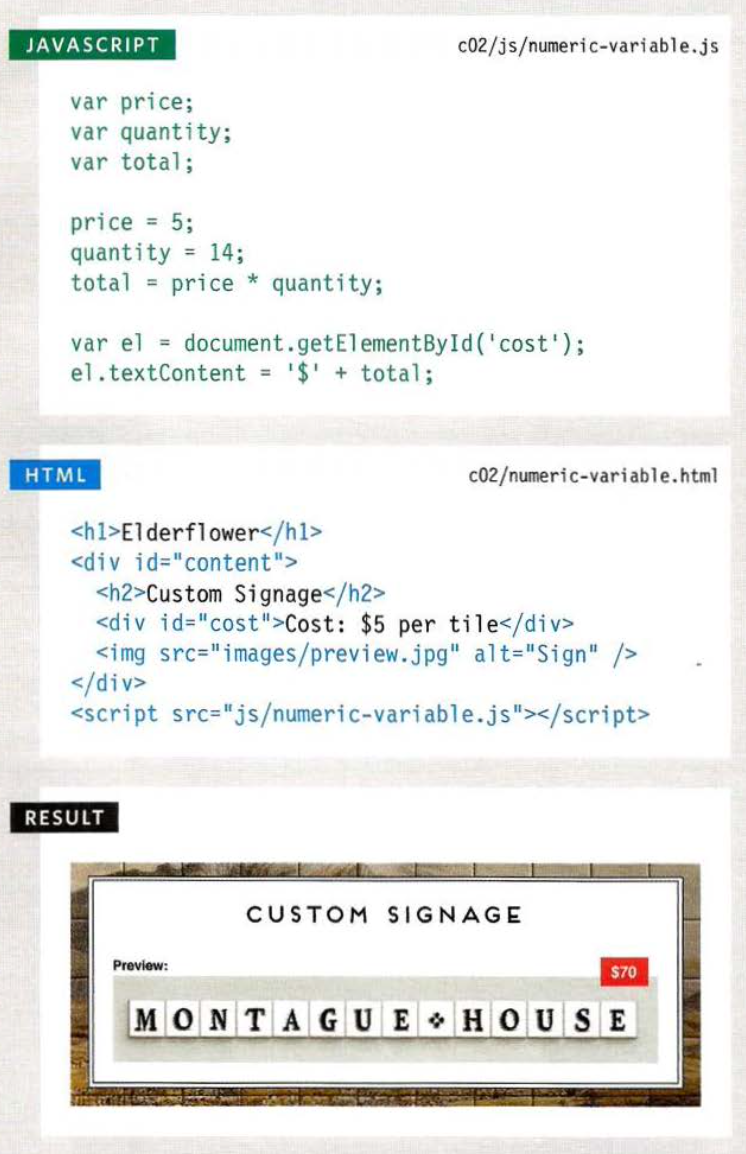 JAVASCRIPT
c02/js/numeric-variable.js
var price;
var quantity;
var total;
price = 5;
quantity = 14;
total = price * quantity;
var el = document.getElementById('cost');
el.textContent = '$' + total;
HTML
c02/numeric-variable.html
<h1>Elderflower</h1>
<div id="content">
<h2>Custom Signage</h2>
<div id="cost">Cost: $5 per tile</div>
<img src="images/preview.jpg" alt="Sign" />
</div>
<script src="js/numeric-variable.js"></script>
RESULT
CUSTOM SIGNAGE
Preview:
$70
MONTAGUE HOUSE